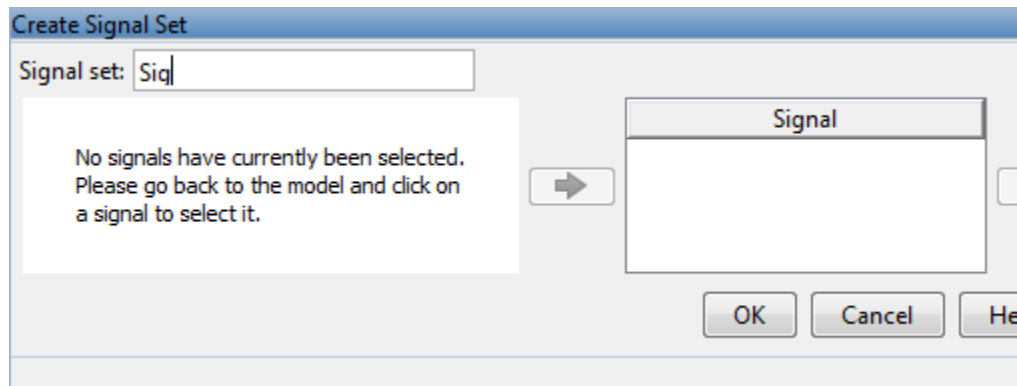 Create Signal Set
Signal set: Sig
No signals have currently been selected.
Please go back to the model and click on
a signal to select it.
Signal
OK Cancel He